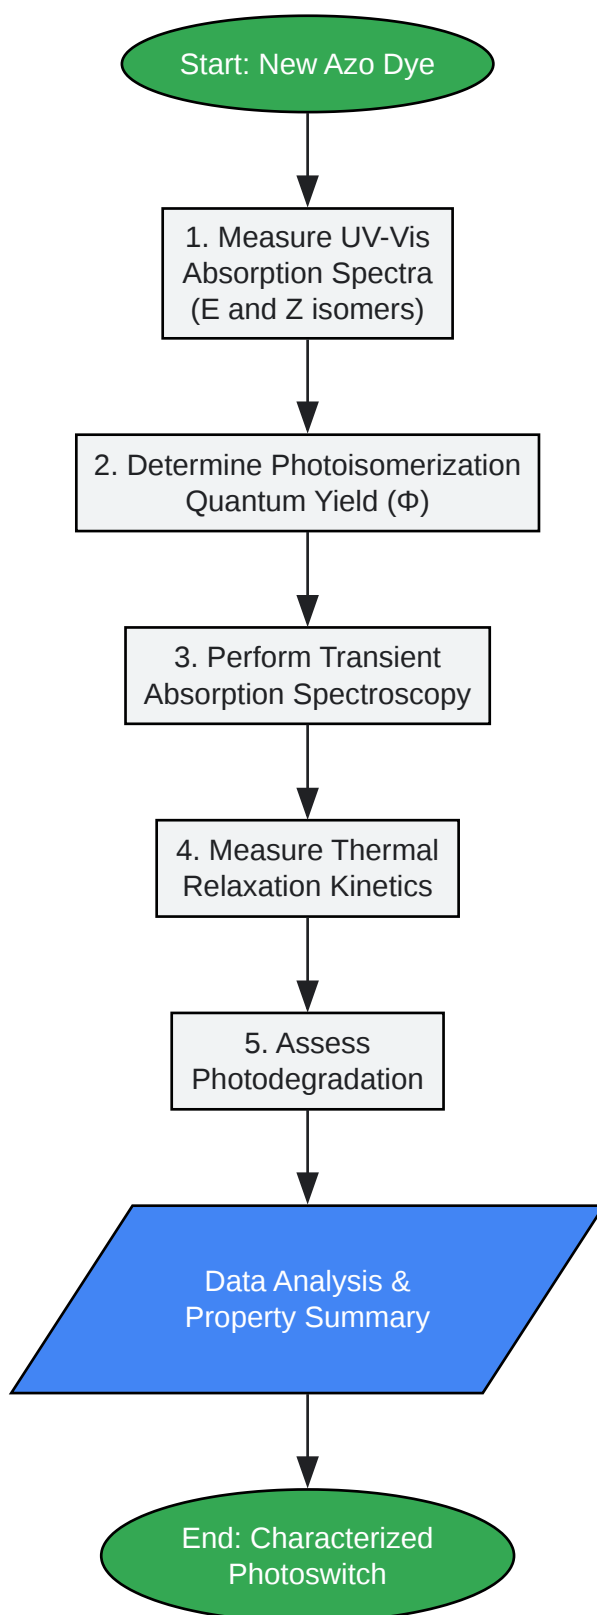 Start: New Azo Dye
1. Measure UV-Vis
Absorption Spectra
(E and Z isomers)
2. Determine Photoisomerization
Quantum Yield (Φ)
3. Perform Transient
Absorption Spectroscopy
4. Measure Thermal
Relaxation Kinetics
5. Assess
Photodegradation
Data Analysis &
Property Summary
End: Characterized
Photoswitch